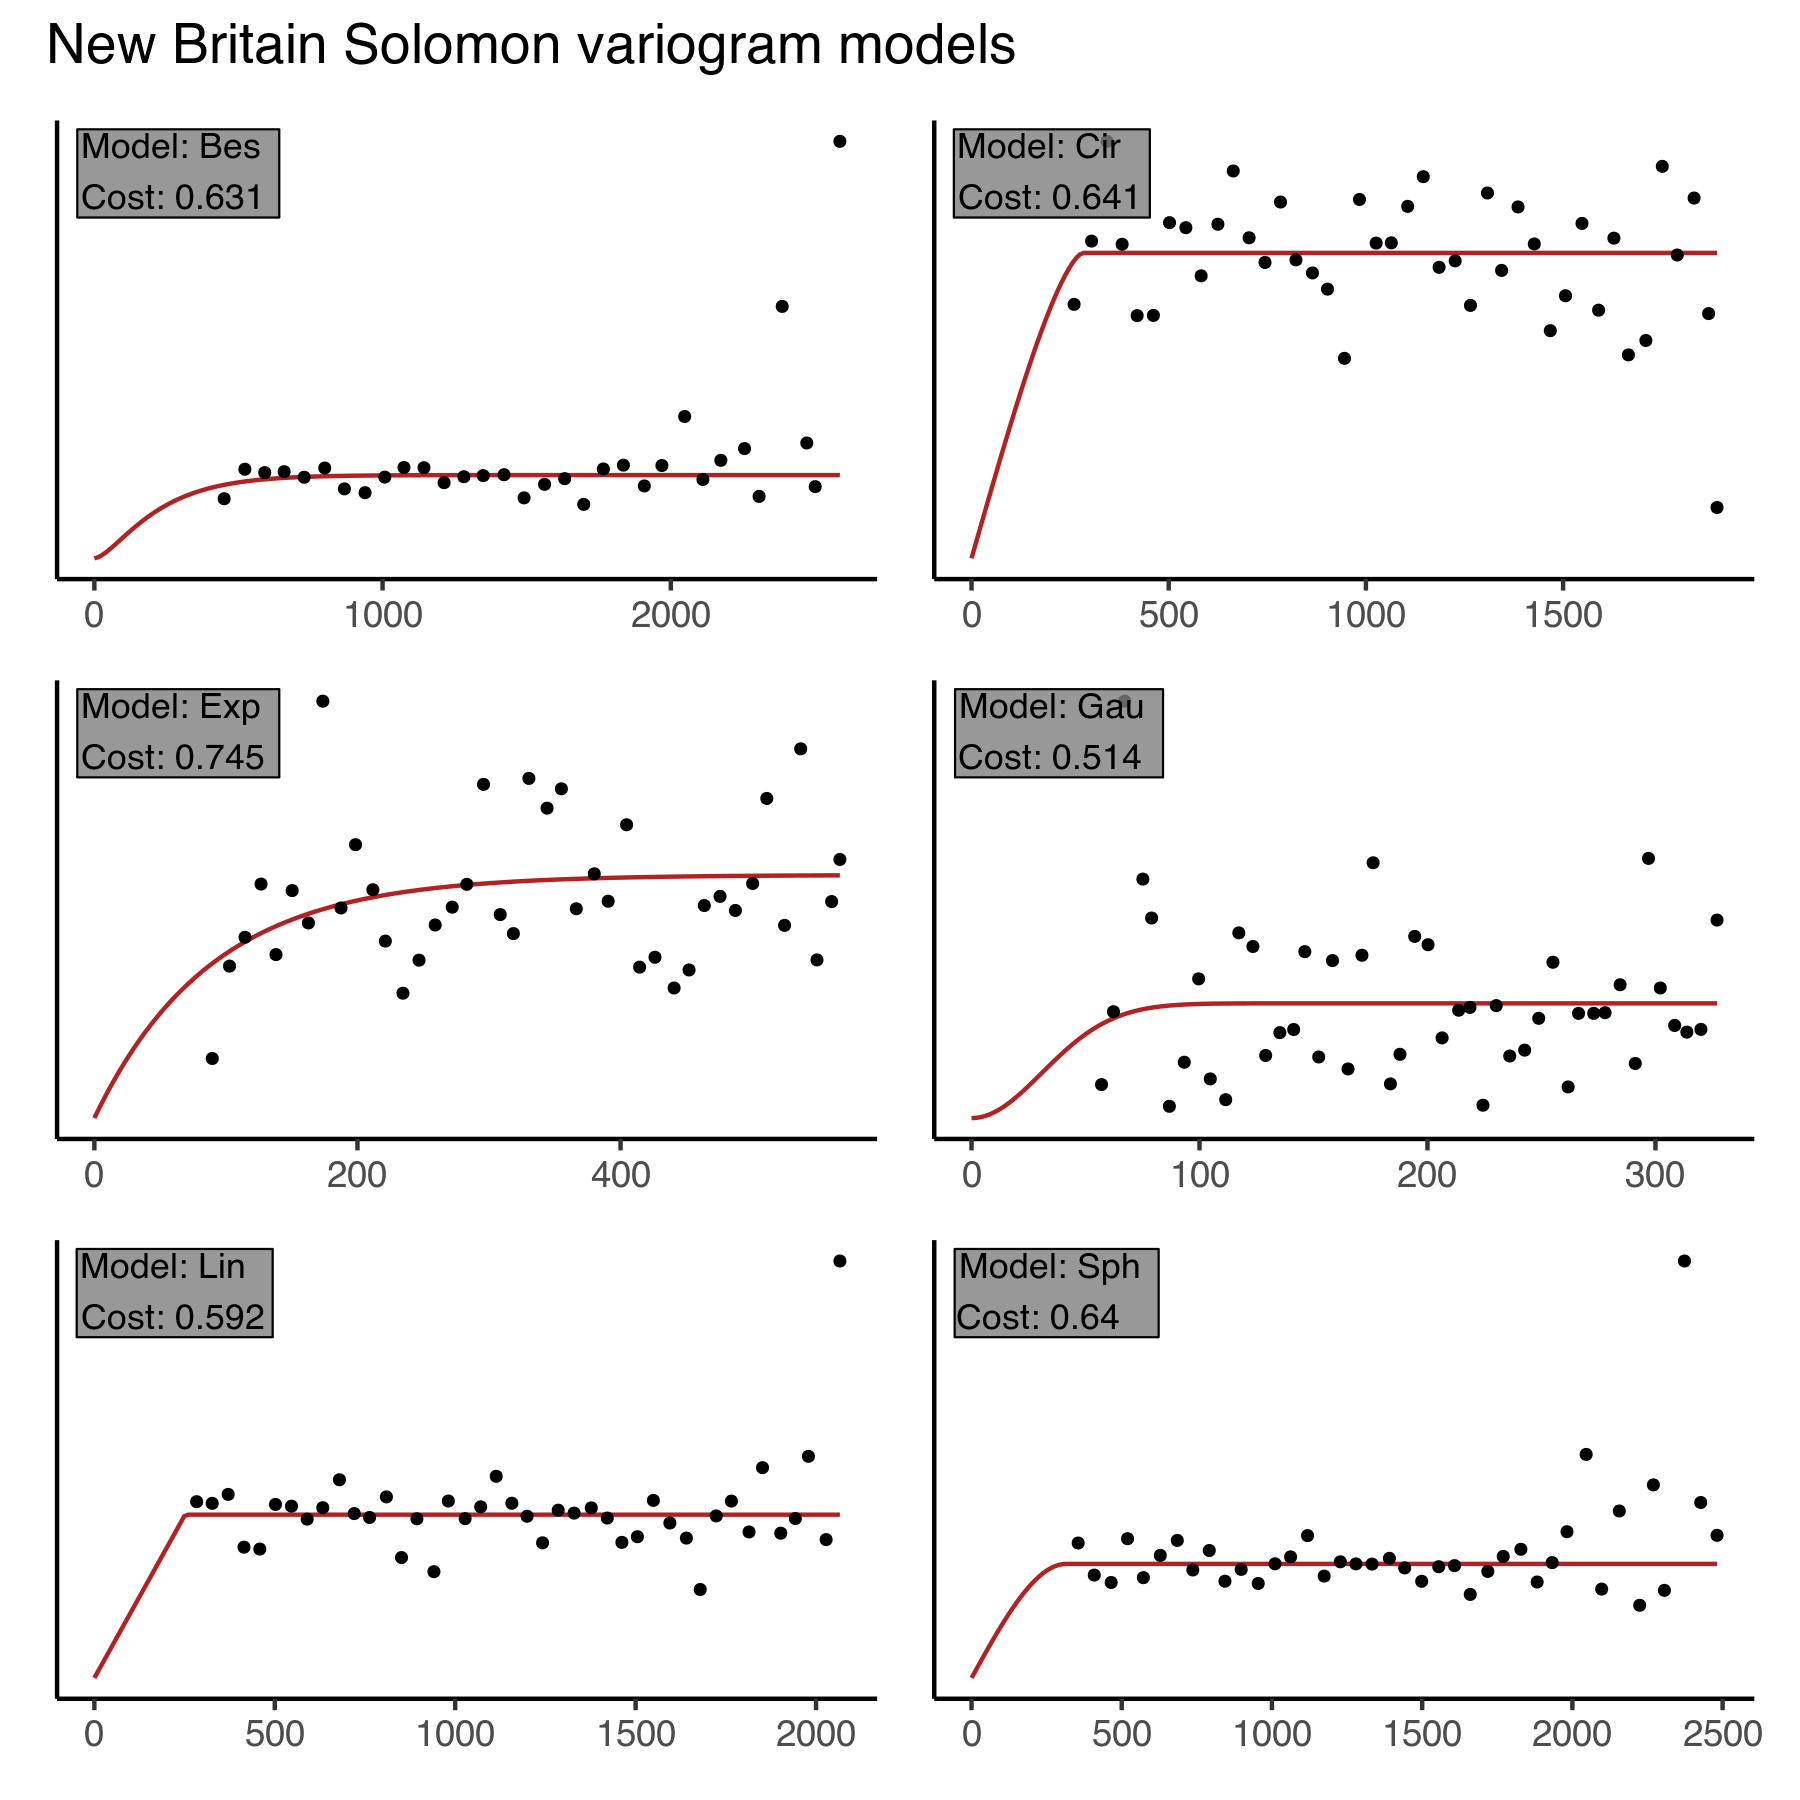 New Britain Solomon variogram models
Model: Bes
Cost: 0.631
0 1000 2000
Model: Cir
Cost: 0.641
0 500 1000 1500
Model: Exp
Cost: 0.745
0 200 400
Model: Gau
Cost: 0.514
0 100 200 300
Model: Lin
Cost: 0.592
0 500 1000 1500 2000
Model: Sph
Cost: 0.64
0 500 1000 1500 2000 2500